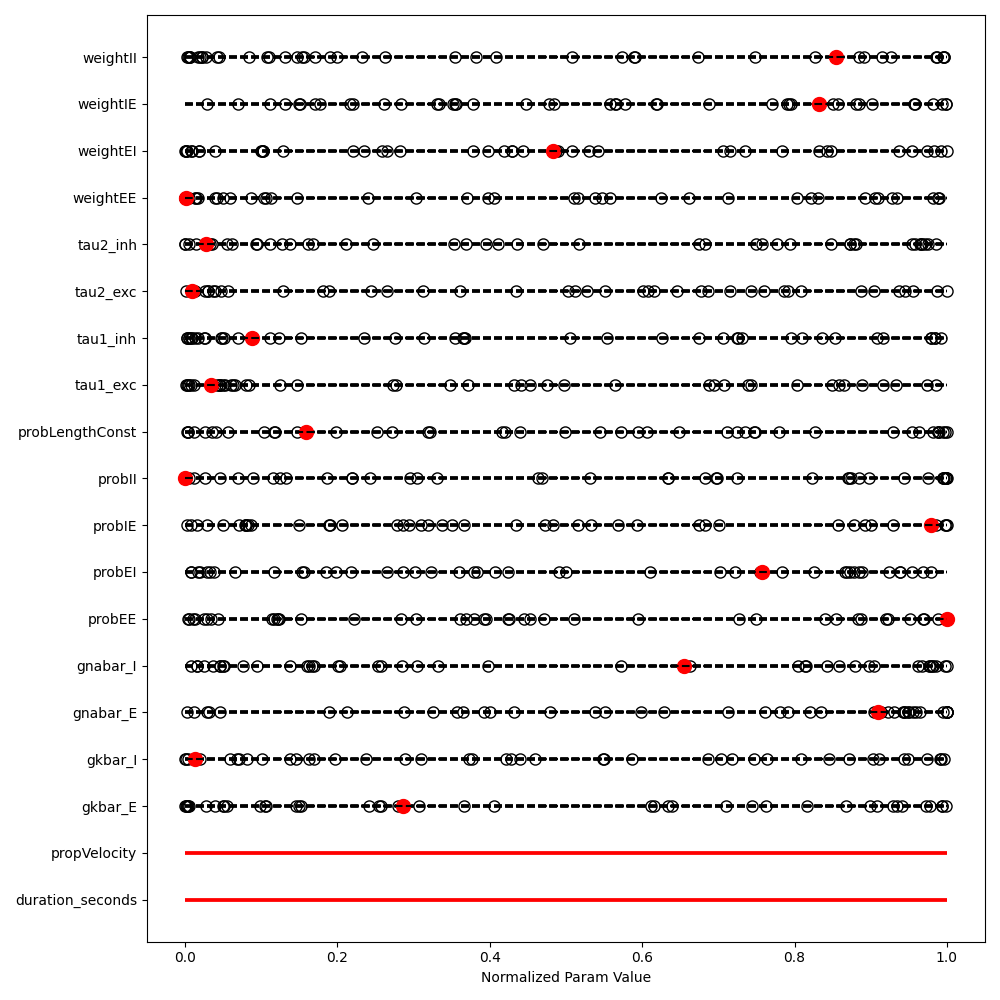 weightII
weightIE
weightEI
weightEE
tau2_inh
tau2_exc
tau1_inh
tau1_exc
probLengthConst
probII
probIE
probEI
probEE
gnabar_I
gnabar_E
gkbar_I
gkbar_E
propVelocity
duration_seconds
0.0 0.2 0.4 0.6 0.8 1.0
Normalized Param Value